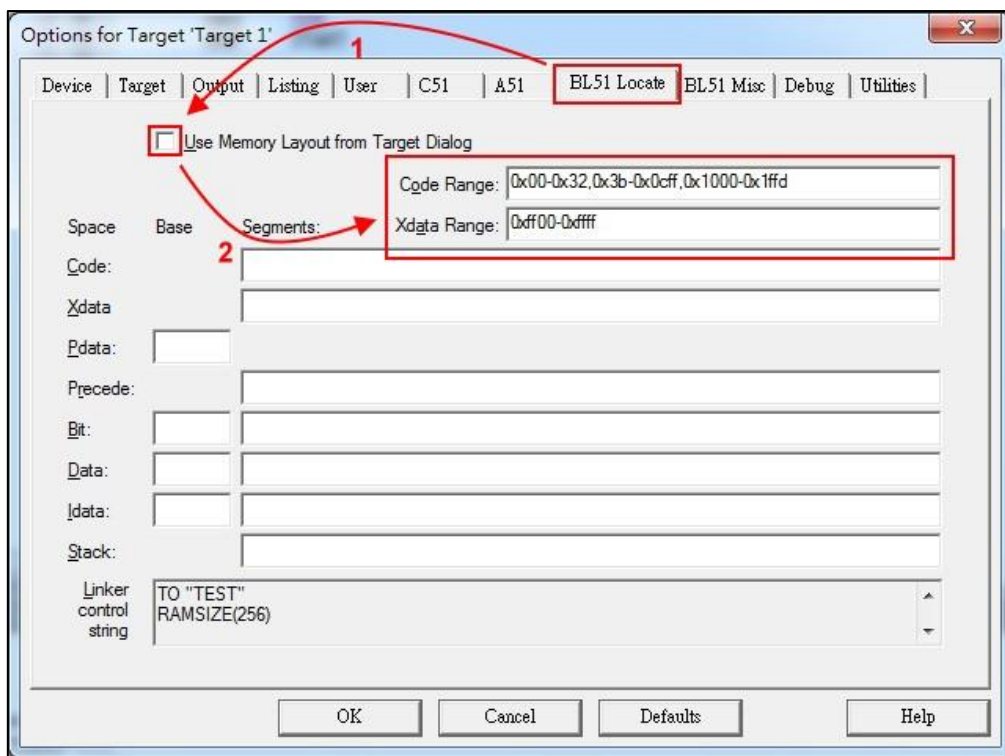 Options for Target 'Target 1'
1
Device Target Output Listing User C51 A51 BL51 Locate BL51 Misc Debug Utilities
Use Memory Layout from Target Dialog
Code Range: 0x00-0x32,0x3b-0x0cff,0x1000-0x1ffd
Space Base Segments: Xdata Range: 0xff00-0xffff
2
Code:
Xdata
Pdata:
Precede:
Bit:
Data:
Idata:
Stack:
Linker control string
TO "TEST"
RAMSIZE(256)
OK Cancel Defaults Help